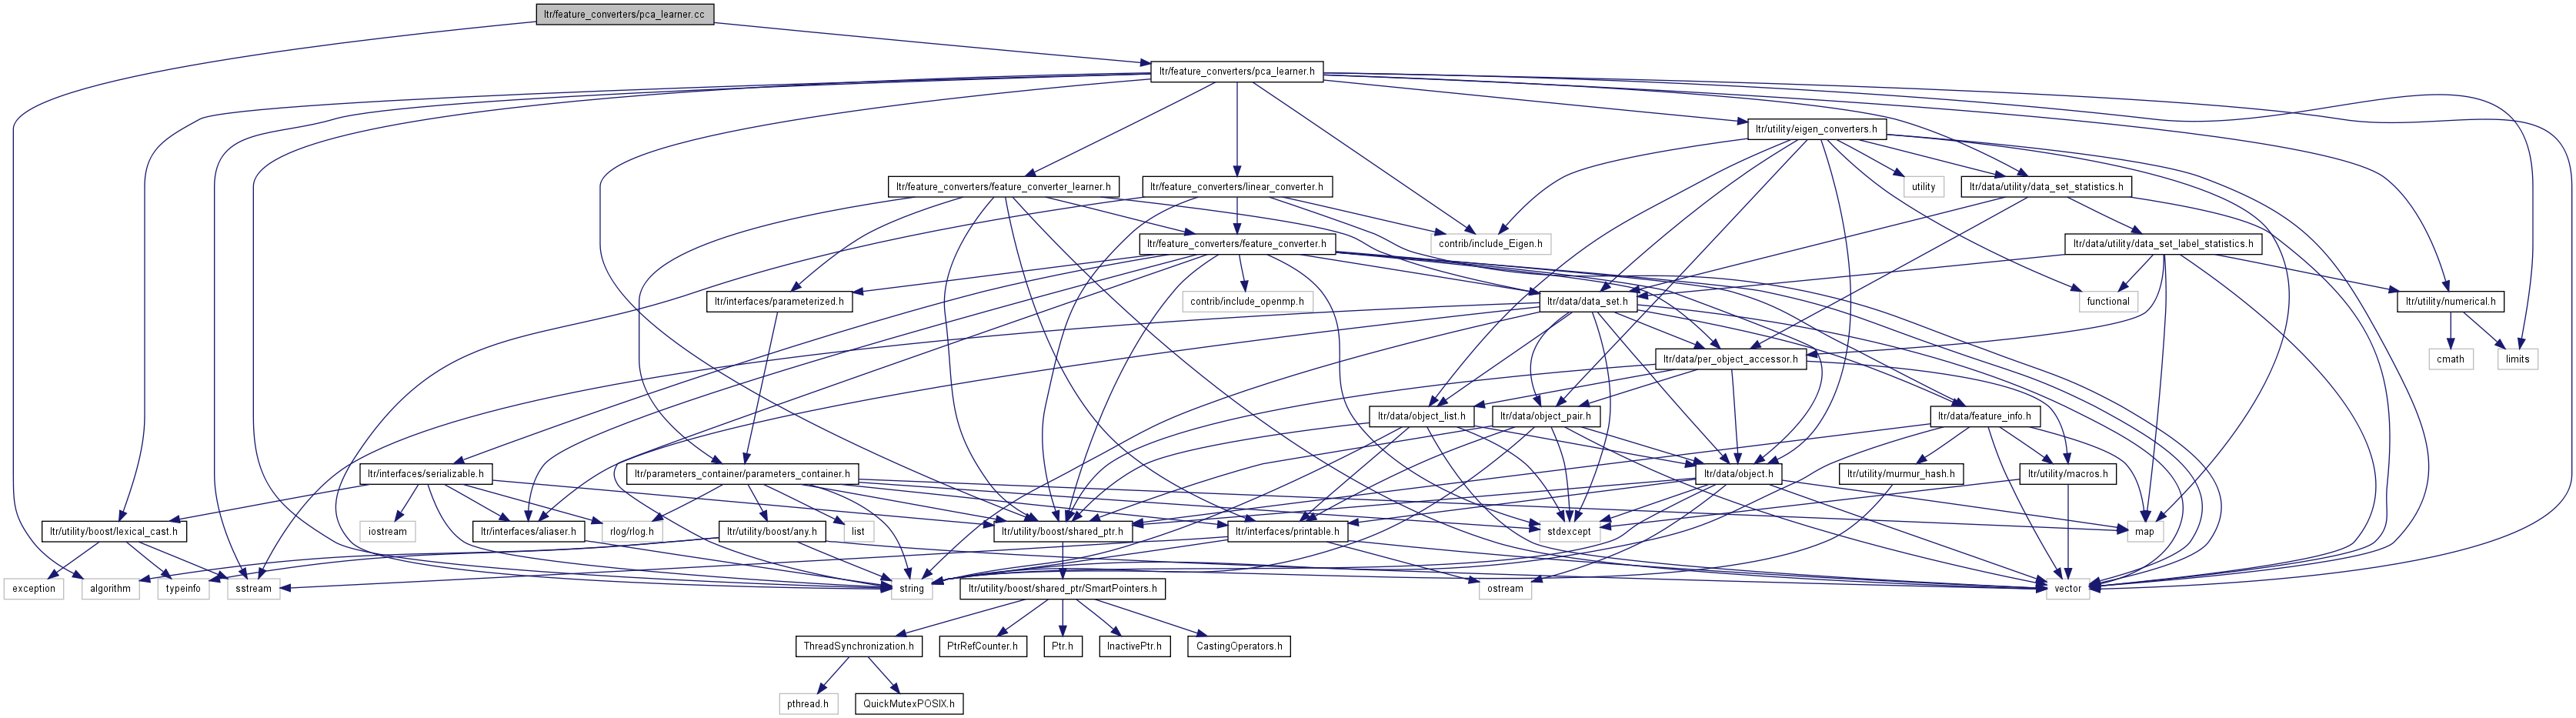 ltr/feature_converters/pca_learner.cc
ltr/feature_converters/pca_learner.h
ltr/utility/eigen_converters.h
ltr/feature_converters/feature_converter_learner.h
ltr/feature_converters/linear_converter.h
utility
ltr/data/utility/data_set_statistics.h
ltr/feature_converters/feature_converter.h
contrib/include_Eigen.h
ltr/data/utility/data_set_label_statistics.h
ltr/interfaces/parameterized.h
contrib/include_openmp.h
ltr/data/data_set.h
functional
ltr/utility/numerical.h
ltr/data/per_object_accessor.h
cmath
limits
ltr/data/object_list.h
ltr/data/object_pair.h
ltr/data/feature_info.h
ltr/interfaces/serializable.h
ltr/parameters_container/parameters_container.h
ltr/data/object.h
ltr/utility/murmur_hash.h
ltr/utility/macros.h
ltr/utility/boost/lexical_cast.h
iostream
ltr/interfaces/aliaser.h
rlog/rlog.h
ltr/utility/boost/any.h
list
ltr/utility/boost/shared_ptr.h
ltr/interfaces/printable.h
stdexcept
map
exception
algorithm
typeinfo
sstream
string
ltr/utility/boost/shared_ptr/SmartPointers.h
ostream
vector
ThreadSynchronization.h
PtrRefCounter.h
Ptr.h
InactivePtr.h
CastingOperators.h
pthread.h
QuickMutexPOSIX.h